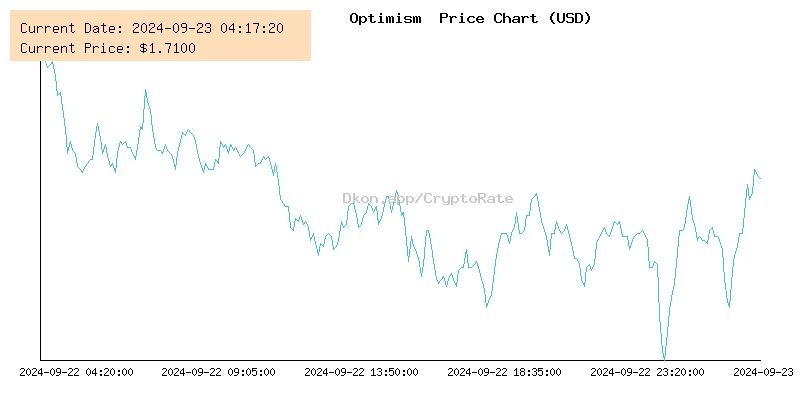 Optimism Price Chart (USD)
Current Date: 2024-09-23 04:17:20
Current Price: $1.7100
Dkon.app/CryptoRate
2024-09-22 04:20:00 2024-09-22 09:05:00 2024-09-22 13:50:00 2024-09-22 18:35:00 2024-09-22 23:20:00 2024-09-23